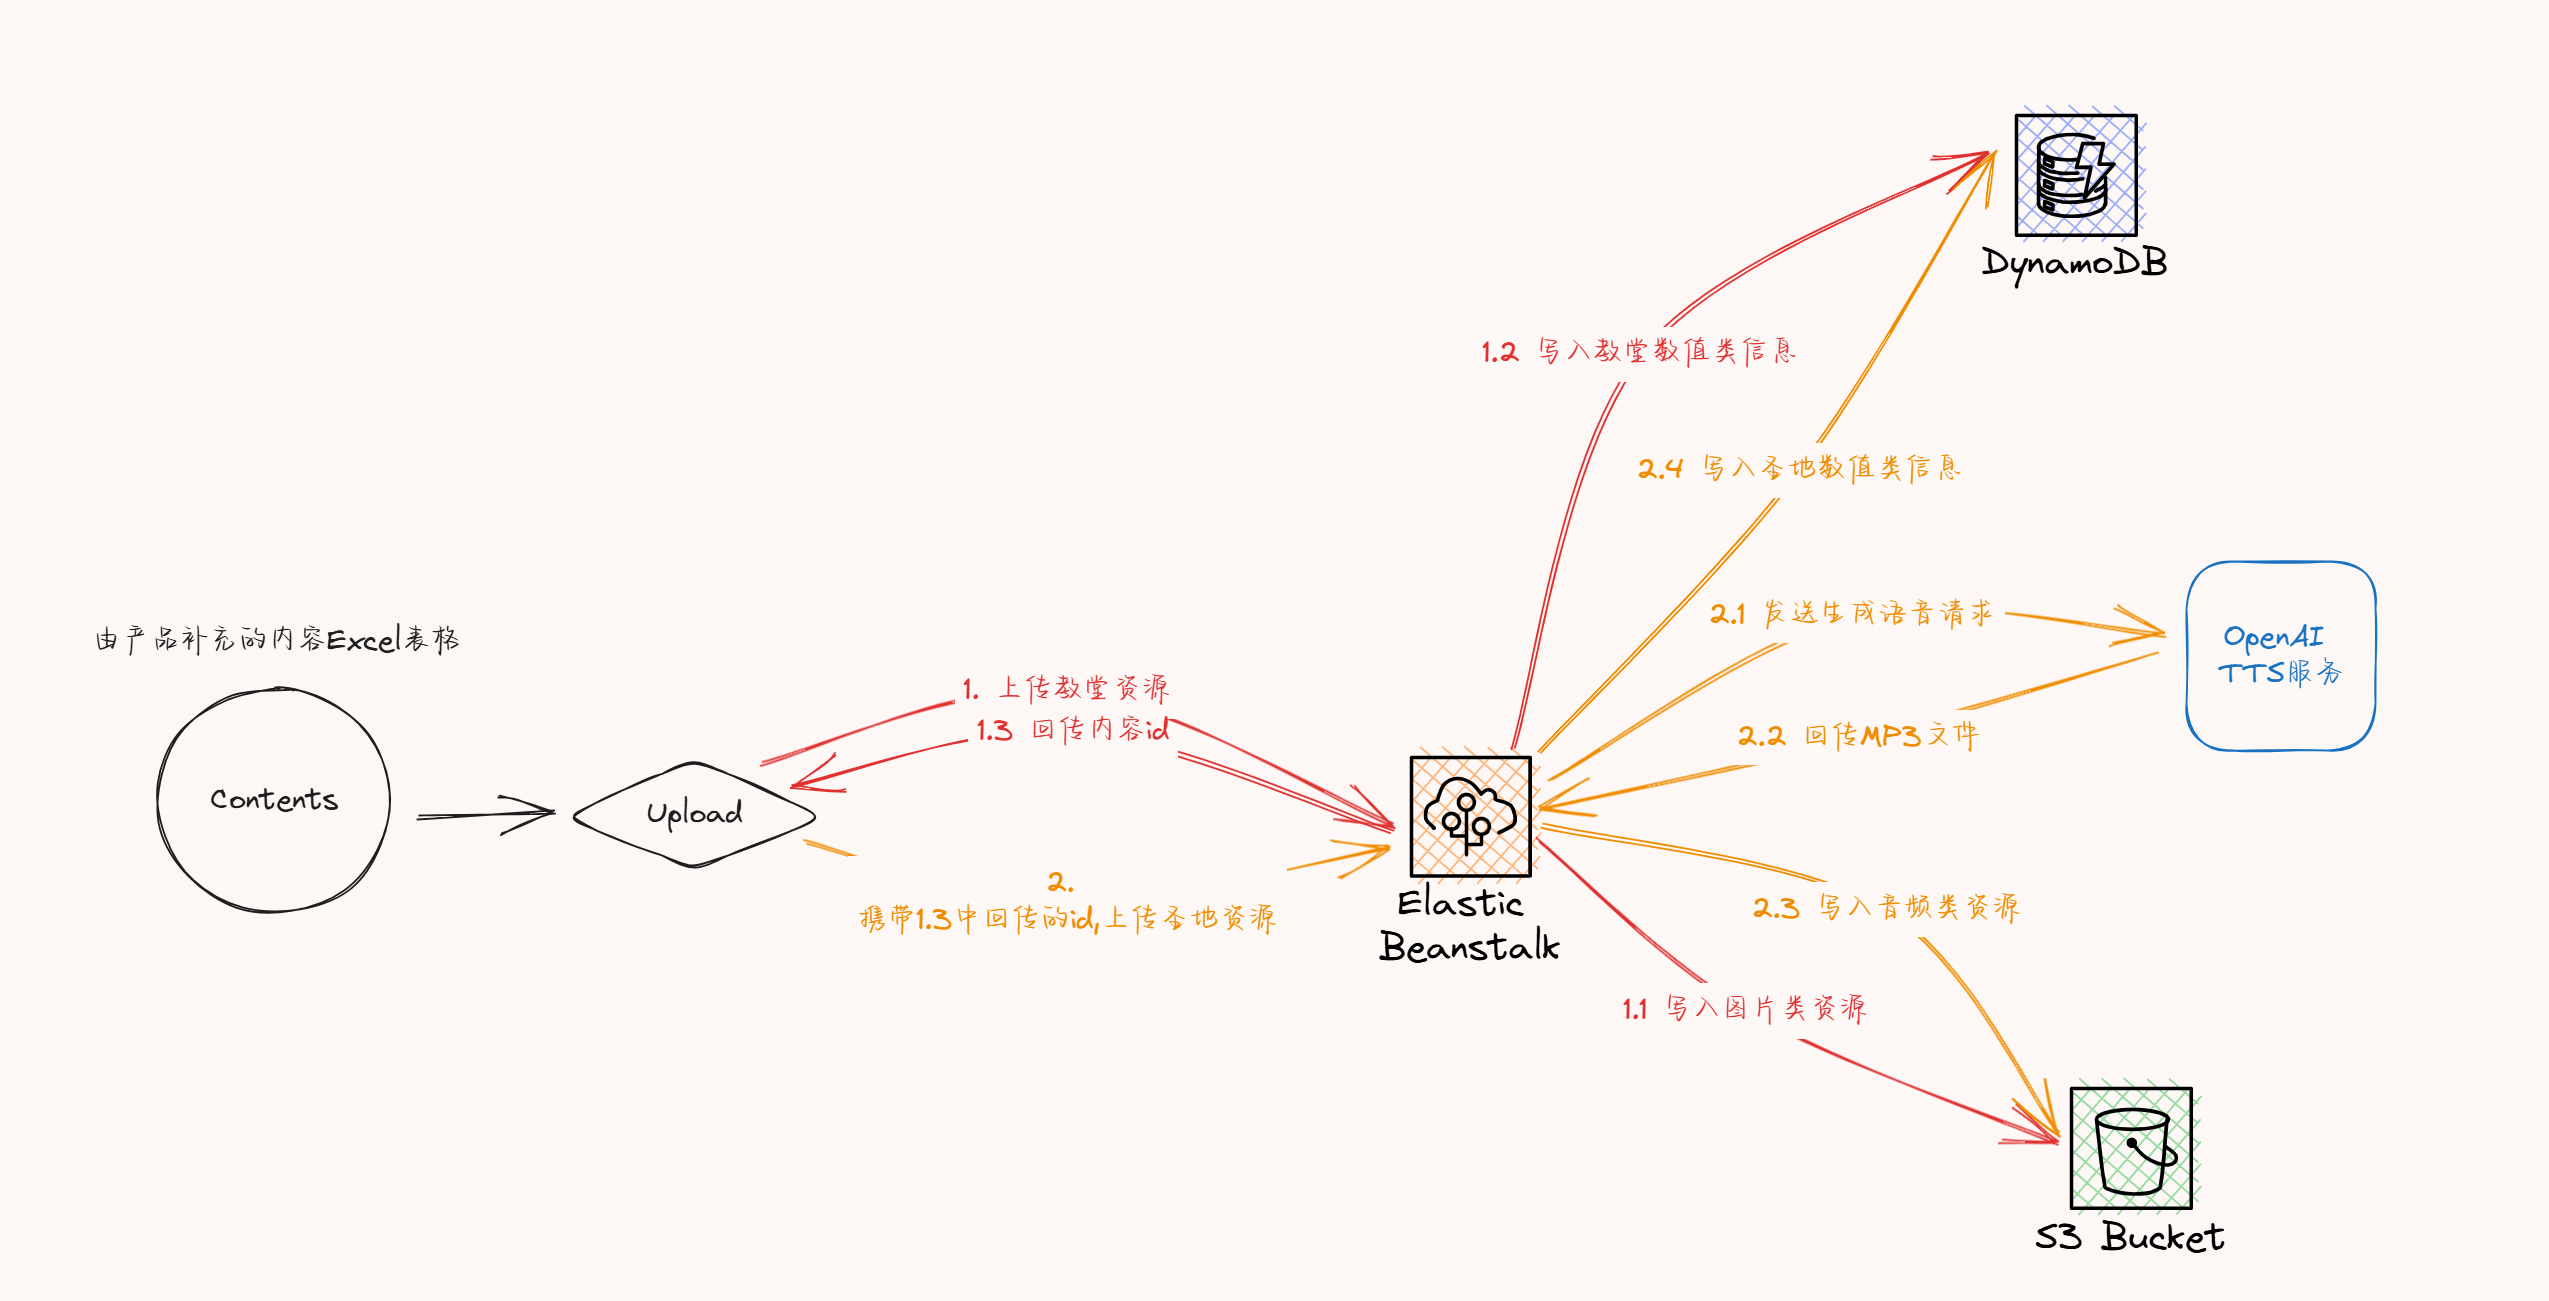 DynamoDB
1.2 写入教堂数值类信息
2.4 写入圣地数值类信息
2.1 发送生成语音请求
OpenAI
TTS服务
由产品补充的内容Excel表格
1. 上传教堂资源
1.3 回传内容id
2.2 回传MP3文件
Contents
Upload
2.
携带1.3中回传的id,上传圣地资源
Elastic
Beanstalk
2.3 写入音频类资源
1.1 写入图片类资源
S3 Bucket